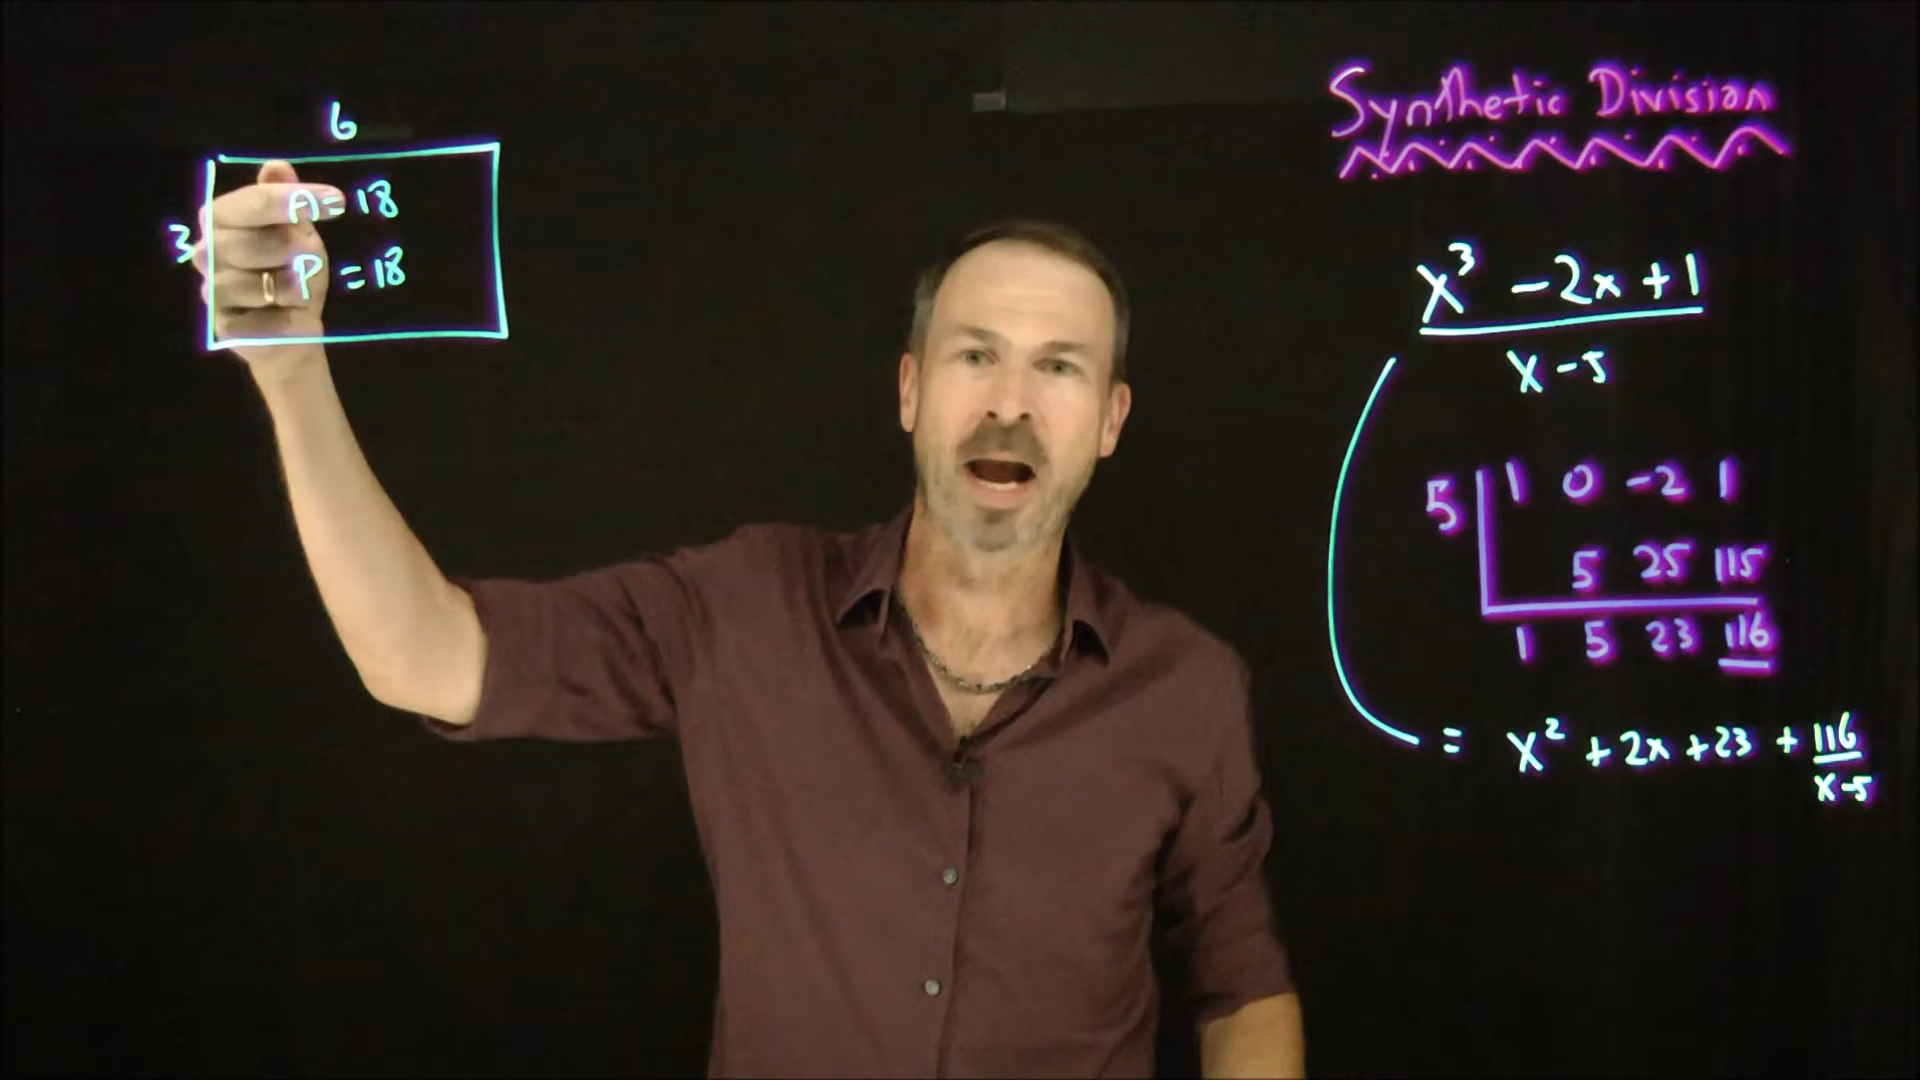 6
3
A = 18
P = 18
Synthetic Division
x³ - 2x + 1
x - 5
5 | 1 0 -2 1
5 25 115
1 5 23 116
= x² + 2x + 23 + 116
x-5